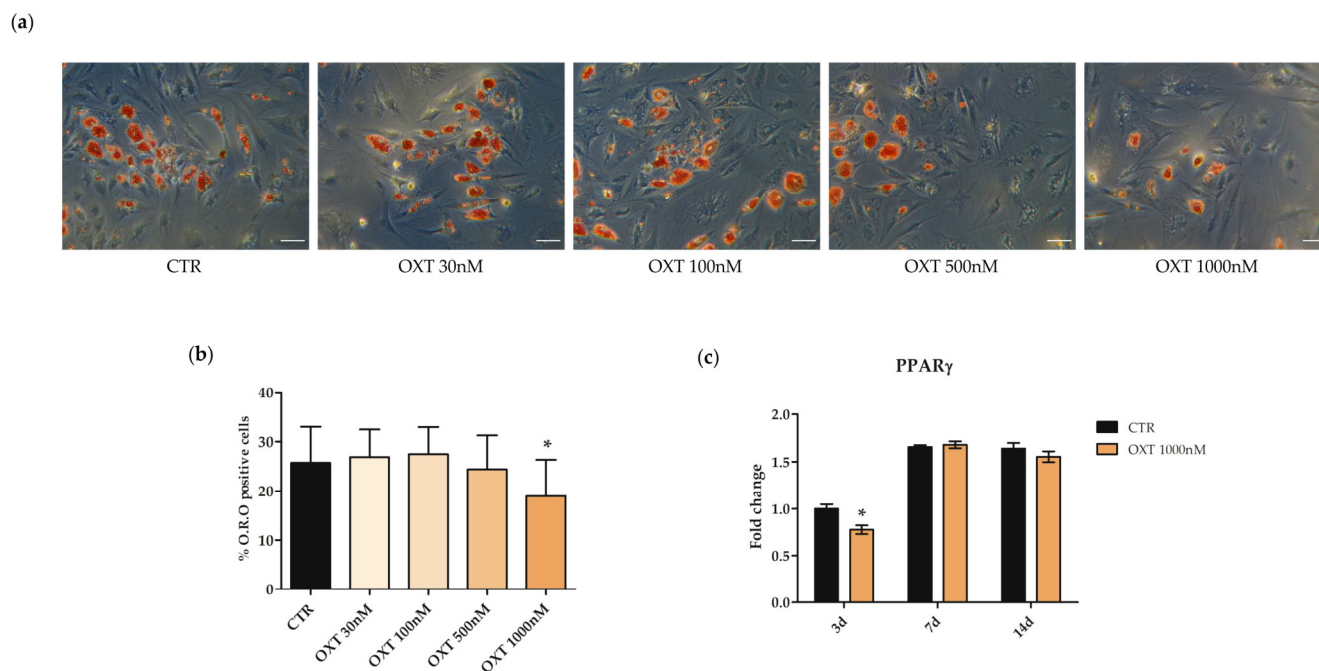 (a)
CTR
OXT 30nM
OXT 100nM
OXT 500nM
OXT 1000nM
(b)
% O.R.O positive cells
40
30
20
10
0
CTR
OXT 30nM
OXT 100nM
OXT 500nM
OXT 1000nM
*
(c)
PPARγ
Fold change
2.0
1.5
1.0
0.5
0.0
*
3d
7d
14d
CTR
OXT 1000nM